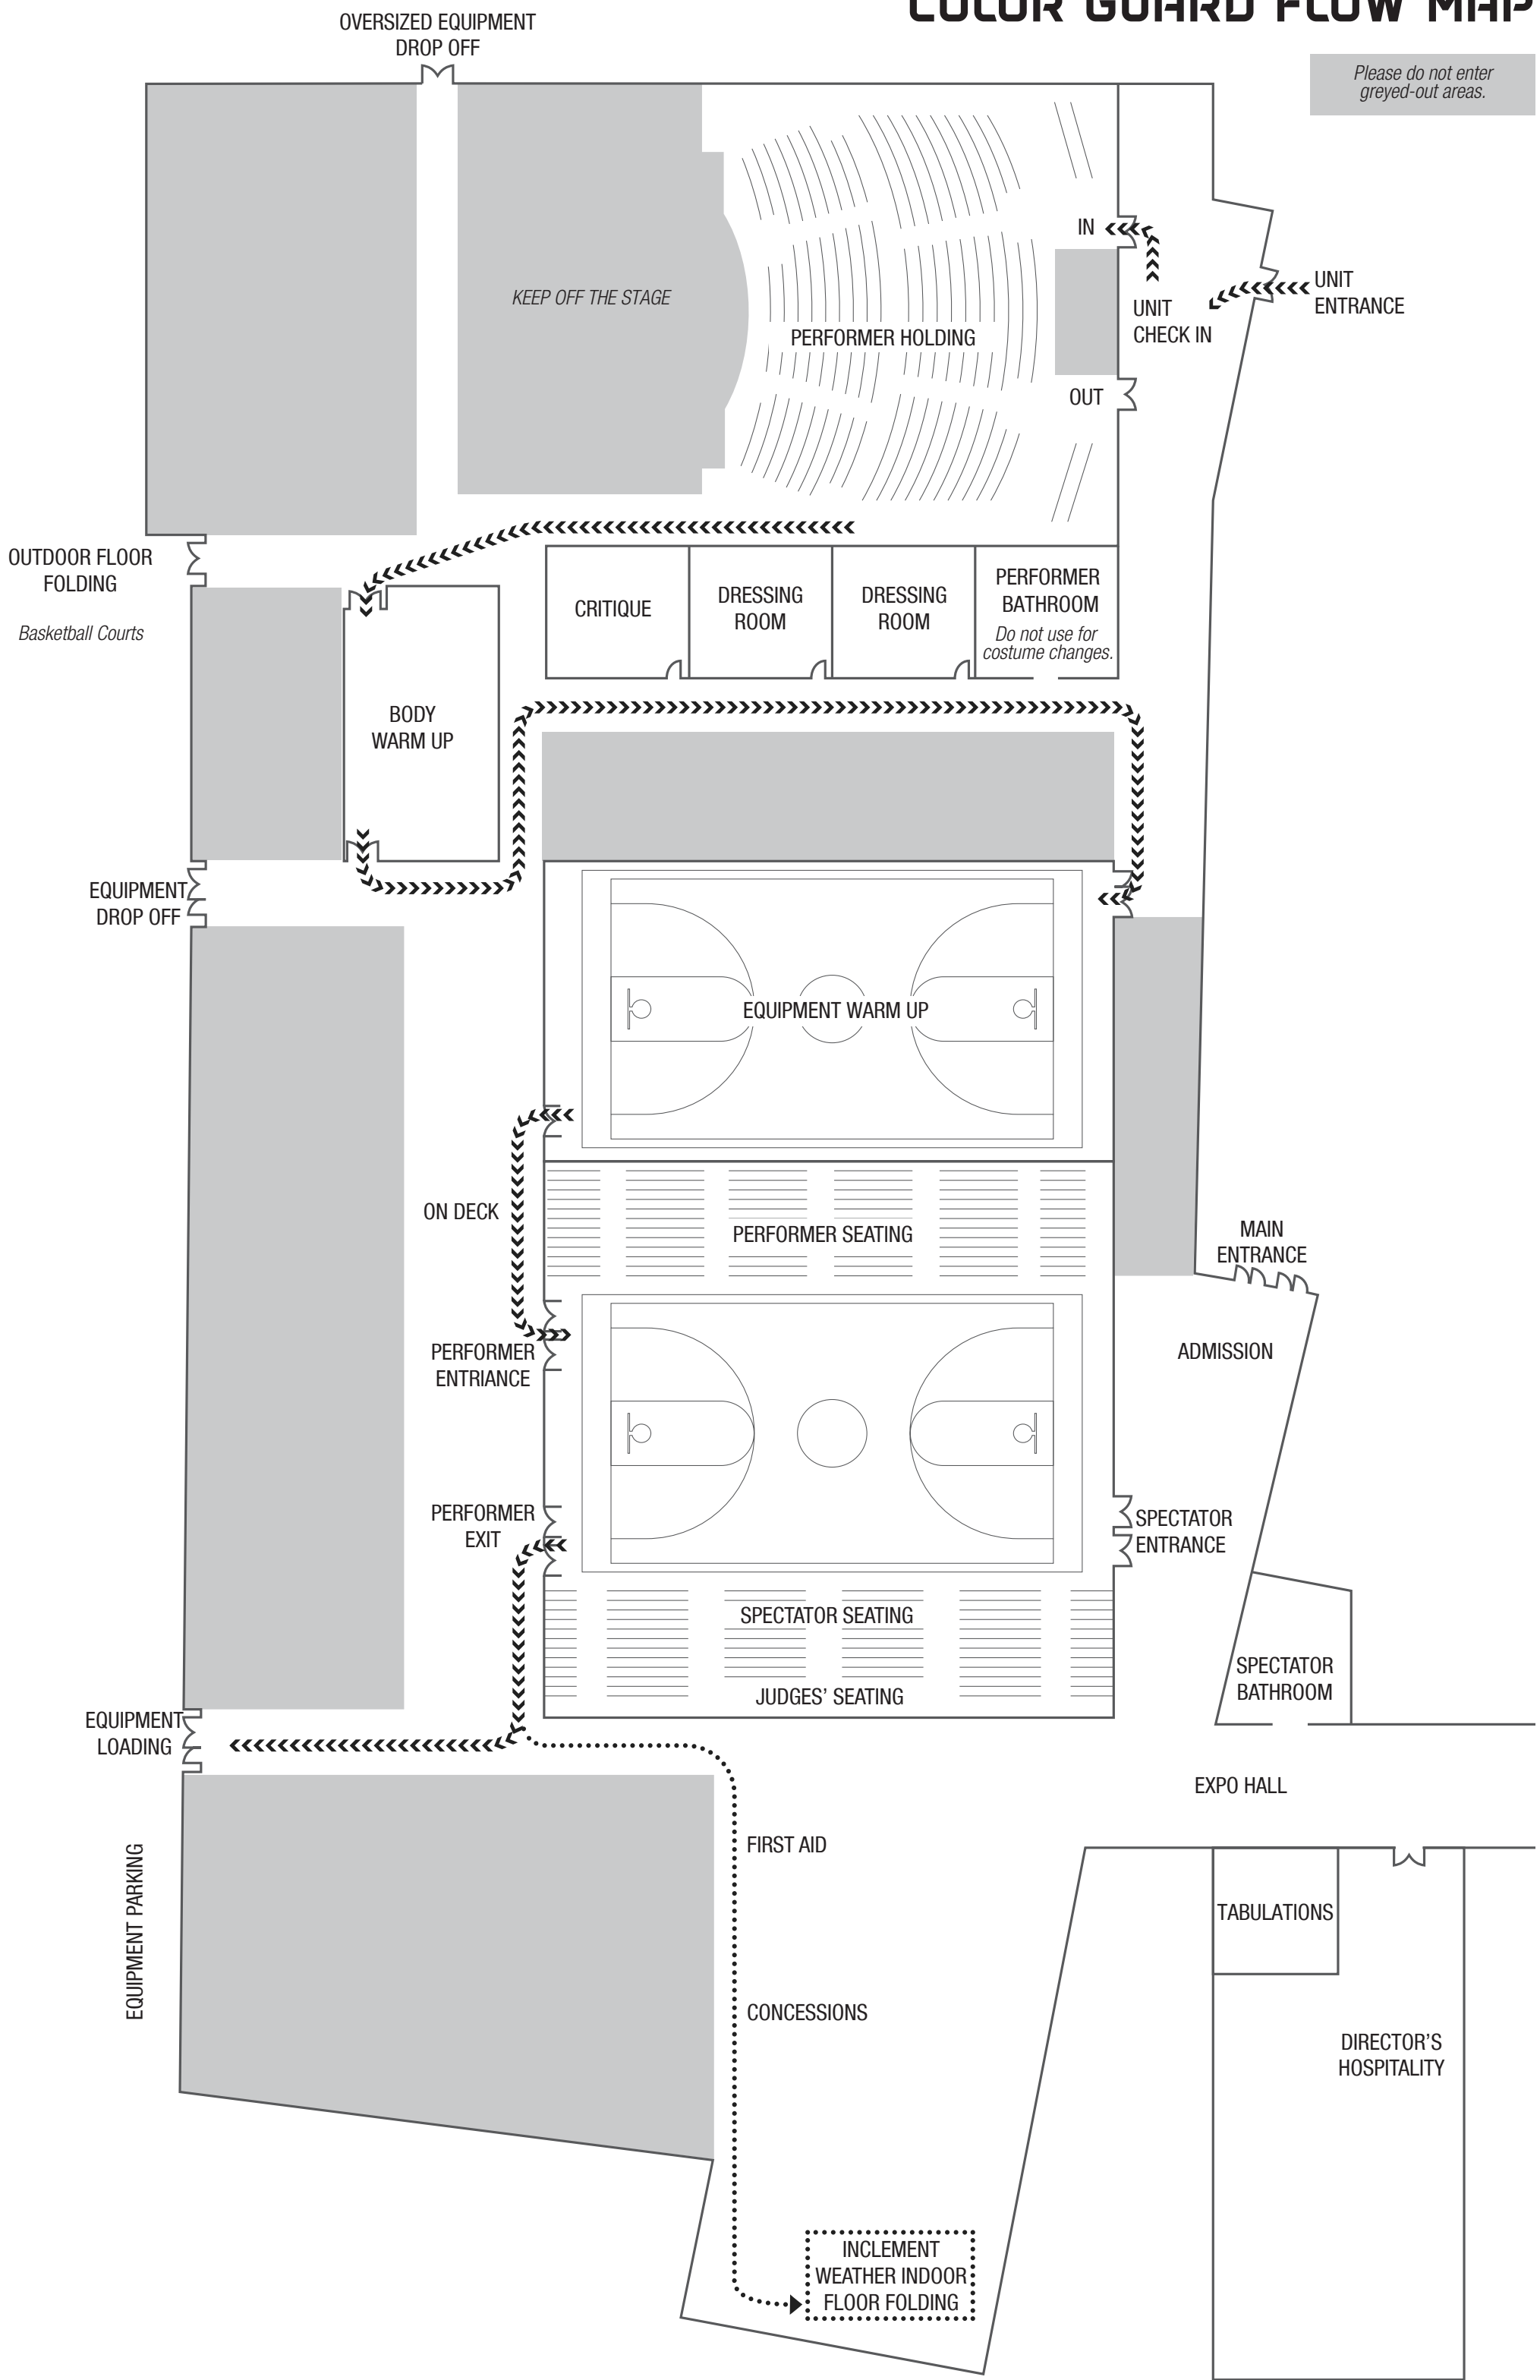 COLOR GUARD FLOW MAP
OVERSIZED EQUIPMENT
DROP OFF
Please do not enter
greyed-out areas.
IN
KEEP OFF THE STAGE
UNIT
ENTRANCE
UNIT
CHECK IN
PERFORMER HOLDING
OUT
OUTDOOR FLOOR
FOLDING
Basketball Courts
CRITIQUE
DRESSING
ROOM
DRESSING
ROOM
PERFORMER
BATHROOM
Do not use for
costume changes.
BODY
WARM UP
EQUIPMENT
DROP OFF
EQUIPMENT WARM UP
ON DECK
PERFORMER SEATING
MAIN
ENTRANCE
PERFORMER
ENTRIANCE
ADMISSION
PERFORMER
EXIT
SPECTATOR
ENTRANCE
SPECTATOR SEATING
JUDGES’ SEATING
SPECTATOR
BATHROOM
EQUIPMENT
LOADING
EXPO HALL
FIRST AID
EQUIPMENT PARKING
TABULATIONS
CONCESSIONS
DIRECTOR’S
HOSPITALITY
INCLEMENT
WEATHER INDOOR
FLOOR FOLDING